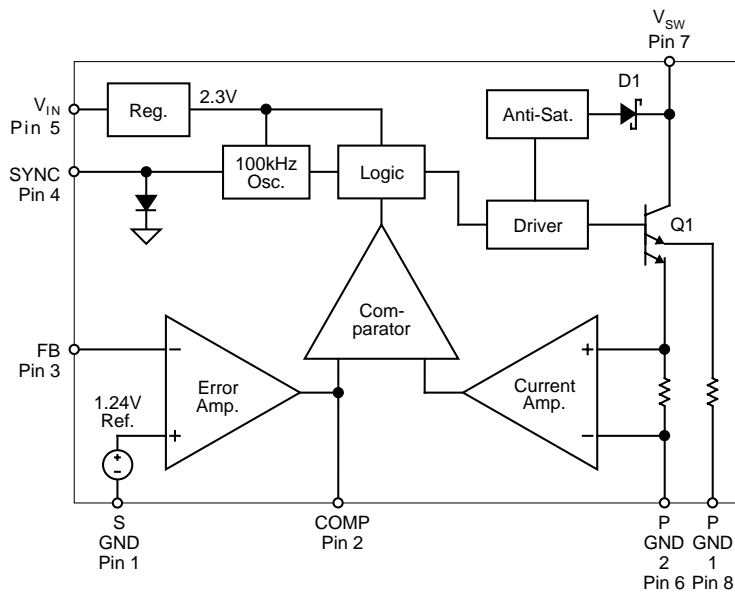 V_SW
Pin 7
D1
V_IN
Pin 5
Reg.
2.3V
Anti-Sat.
SYNC
Pin 4
100kHz
Osc.
Logic
Driver
Q1
Com-
parator
FB
Pin 3
−
+
Error
Amp.
Current
Amp.
+
−
1.24V
Ref.
+
−
S
GND
Pin 1
COMP
Pin 2
P
GND
2
Pin 6
P
GND
1
Pin 8